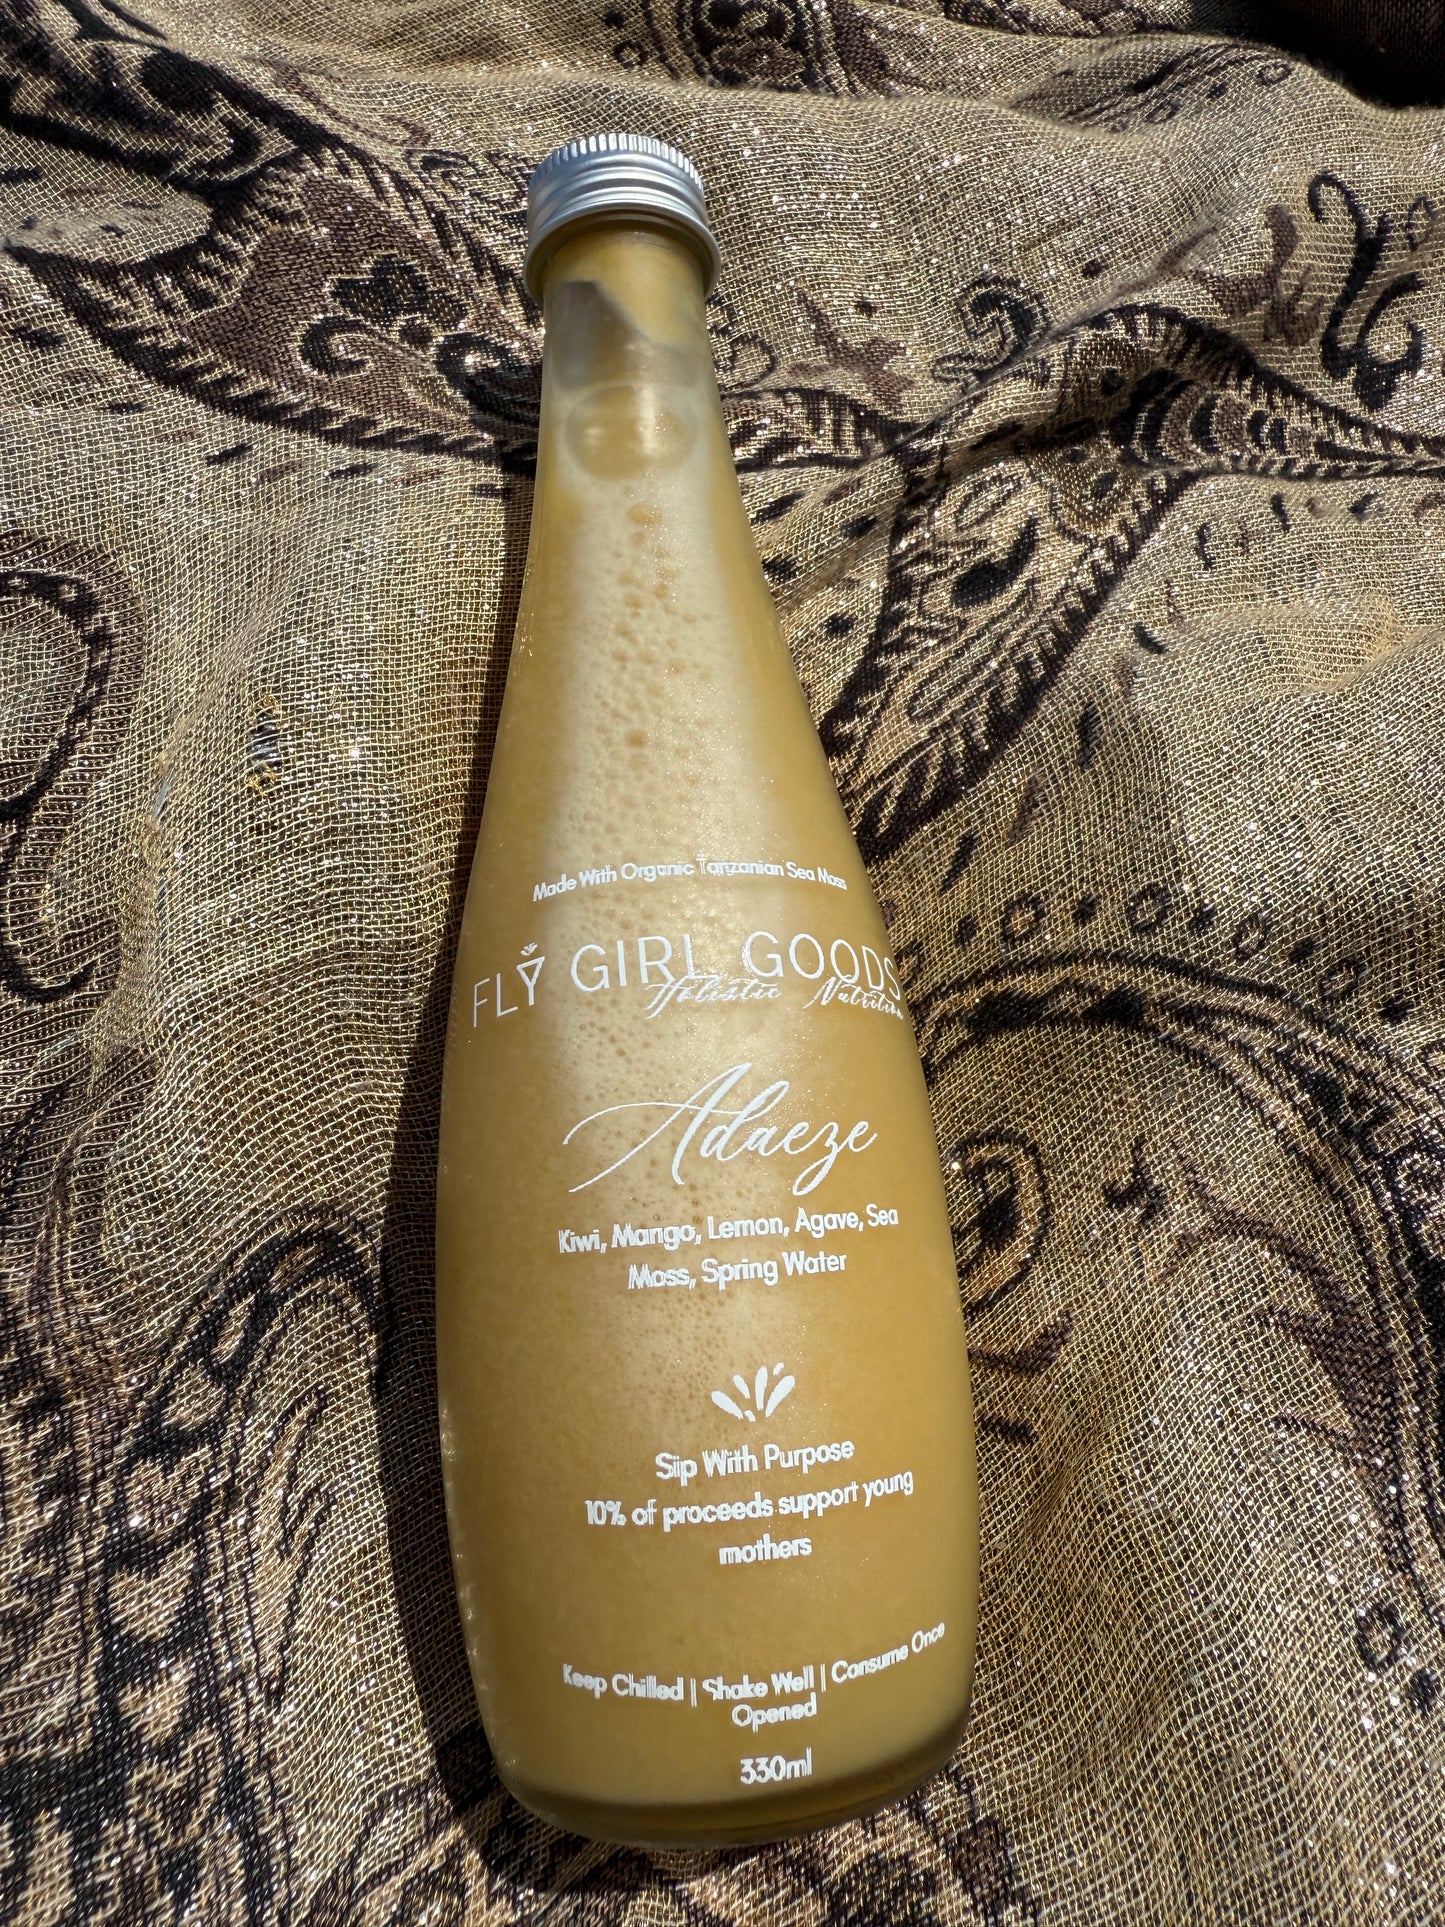 Made With Organic Tanzanian Sea Moss
FLY GIRL GOODS
Holistic Nutrition
Adaeze
Kiwi, Mango, Lemon, Agave, Sea
Moss, Spring Water
Sip With Purpose
10% of proceeds support young
mothers
Keep Chilled | Shake Well | Consume Once
Opened
330ml